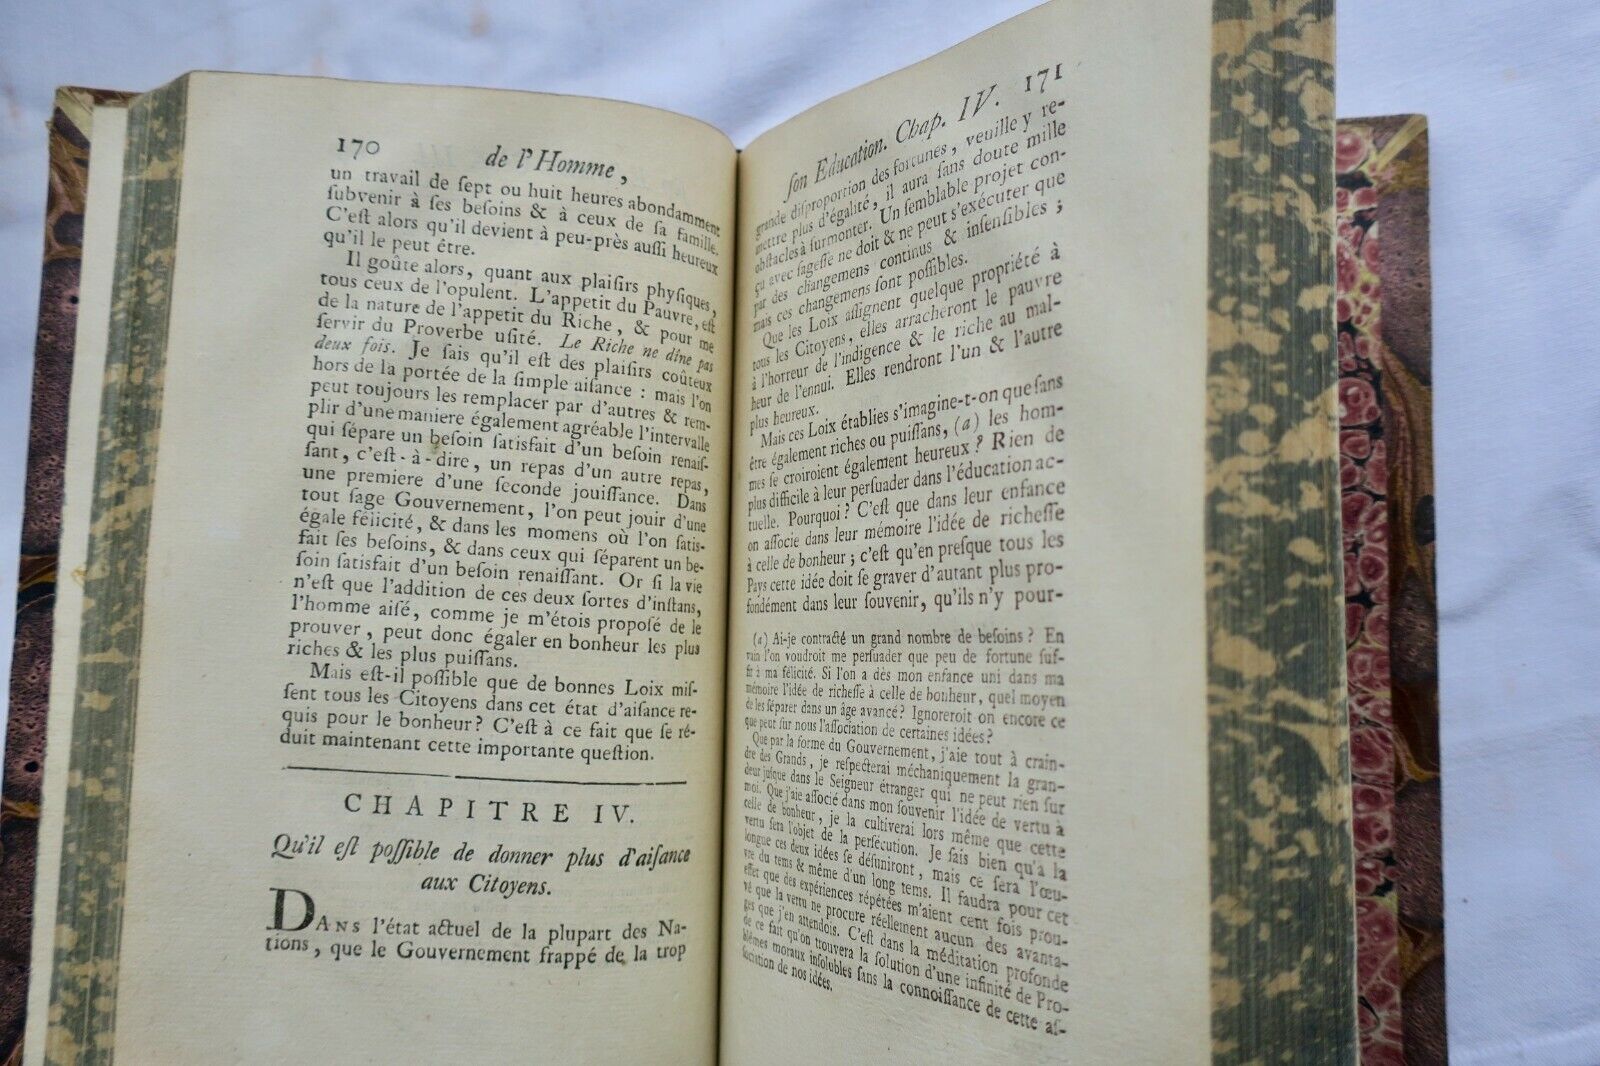 170 de l'Homme,
un travail de ſept ou huit heures abondamment
ſubvenir à ſes beſoins & à ceux de ſa famille.
C'eſt alors qu'il devient à peu-près auſſi heureux
qu'il le peut être.
Il goûte alors, quant aux plaiſirs phyſiques,
tous ceux de l'opulent. L'appetit du Pauvre, eſt
de la nature de l'appetit du Riche, & pour me
ſervir du Proverbe uſité. Le Riche ne dîne pas
deux fois. Je ſais qu'il eſt des plaiſirs coûteux
hors de la portée de la ſimple aiſance : mais l'on
peut toujours les remplacer par d'autres & rem-
plir d'une maniere également agréable l'intervalle
qui ſépare un beſoin ſatisfait d'un beſoin renaiſ-
ſant, c'eſt-à-dire, un repas d'un autre repas,
une premiere d'une ſeconde jouiſſance. Dans
tout ſage Gouvernement, l'on peut jouir d'une
égale félicité, & dans les momens où l'on ſatis-
fait ſes beſoins, & dans ceux qui ſéparent un be-
ſoin ſatisfait d'un beſoin renaiſſant. Or ſi la vie
n'eſt que l'addition de ces deux ſortes d'inſtans,
l'homme aiſé, comme je m'étois propoſé de le
prouver, peut donc égaler en bonheur les plus
riches & les plus puiſſans.
Mais eſt-il poſſible que de bonnes Loix miſ-
ſent tous les Citoyens dans cet état d'aiſance re-
quis pour le bonheur? C'eſt à ce fait que ſe ré-
duit maintenant cette importante queſtion.
CHAPITRE IV.
Qu'il eſt poſſible de donner plus d'aiſance
aux Citoyens.
DANS l'état actuel de la plupart des Na-
tions, que le Gouvernement frappé de la trop
ſon Education. Chap. IV. 171
grande diſproportion des fortunes, veuille y re-
mettre plus d'égalité, il aura ſans doute mille
obſtacles à ſurmonter. Un ſemblable projet con-
çu avec ſageſſe ne doit & ne peut s'exécuter que
par des changemens continus & inſenſibles ;
mais ces changemens ſont poſſibles.
Que les Loix aſſignent quelque propriété à
tous les Citoyens, elles arracheront le pauvre
à l'horreur de l'indigence & le riche au mal-
heur de l'ennui. Elles rendront l'un & l'autre
plus heureux.
Mais ces Loix établies s'imagine-t-on que ſans
être également riches ou puiſſans, (a) les hom-
mes ſe croiroient également heureux? Rien de
plus difficile à leur perſuader dans l'éducation ac-
tuelle. Pourquoi? C'eſt que dans leur enfance
on aſſocie dans leur mémoire l'idée de richeſſe
à celle de bonheur ; c'eſt qu'en preſque tous les
Pays cette idée doit ſe graver d'autant plus pro-
fondément dans leur ſouvenir, qu'ils n'y pour-
(a) Ai-je contracté un grand nombre de beſoins? En
vain l'on voudroit me perſuader que peu de fortune ſuf-
fit à ma félicité. Si l'on a dès mon enfance uni dans ma
mémoire l'idée de richeſſe à celle de bonheur, quel moyen
de les ſéparer dans un âge avancé? Ignoreroit on encore ce
que peut ſur nous l'aſſociation de certaines idées?
Que par la forme du Gouvernement, j'aie tout à crain-
dre des Grands, je reſpecterai méchaniquement la gran-
deur juſque dans le Seigneur étranger qui ne peut rien ſur
moi. Que j'aie aſſocié dans mon ſouvenir l'idée de vertu à
celle de bonheur, je la cultiverai lors même que cette
vertu ſera l'objet de la perſécution. Je ſais bien qu'à la
longue ces deux idées ſe déſuniront, mais ce ſera l'œu-
vre du tems & même d'un long tems. Il faudra pour cet
effet que des expériences répétées m'aient cent fois prou-
vé que la vertu ne procure réellement aucun des avanta-
ges que j'en attendois. C'eſt dans la méditation profonde
de ce fait qu'on trouvera la ſolution d'une infinité de Pro-
blêmes moraux inſolubles ſans la connoiſſance de cette aſ-
ſociation de nos idées.